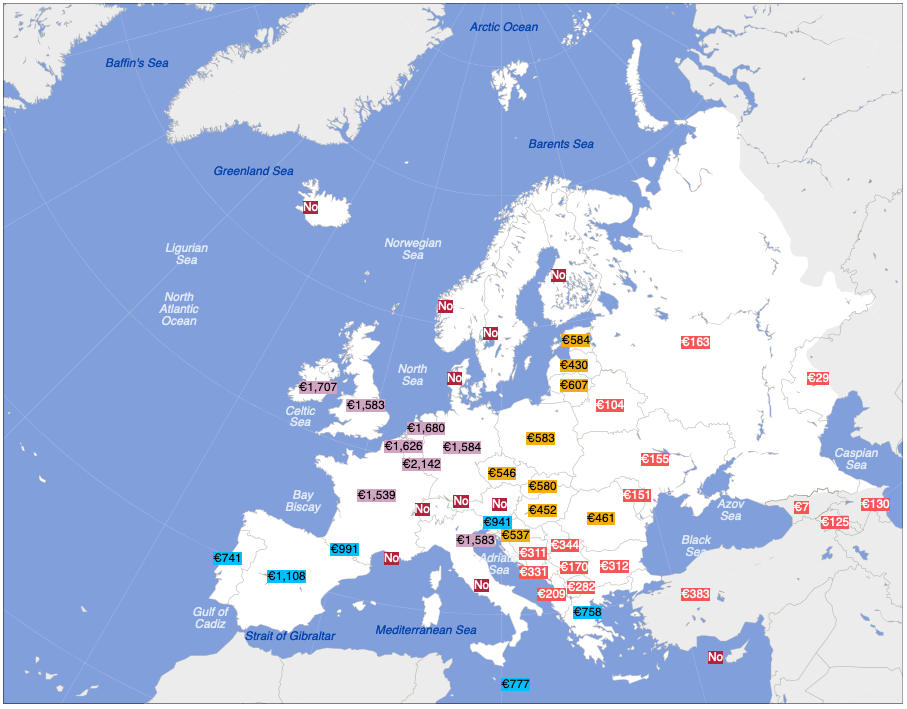 Arctic Ocean
Baffin's Sea
Barents Sea
Greenland Sea
No
Ligurian
Sea
Norwegian
Sea
No
North
Atlantic
Ocean
No
No
€584
€163
€430
North
Sea
No
€607
€29
€1,707
€1,583
€104
Celtic
Sea
€1,680
€583
€1,626
€1,584
€2,142
€155
Caspian
Sea
€546
€580
Bay
Biscay
€1,539
No
No
No
€151
€452
€461
Azov
Sea
€7
€130
€125
€941
€537
€1,583
Black
Sea
€344
€311
€991
€741
No
Adriatic
Sea
€331
€170
€312
€1,108
No
€282
€209
€383
€758
Gulf of
Cadiz
Strait of Gibraltar
Mediterranean Sea
No
€777